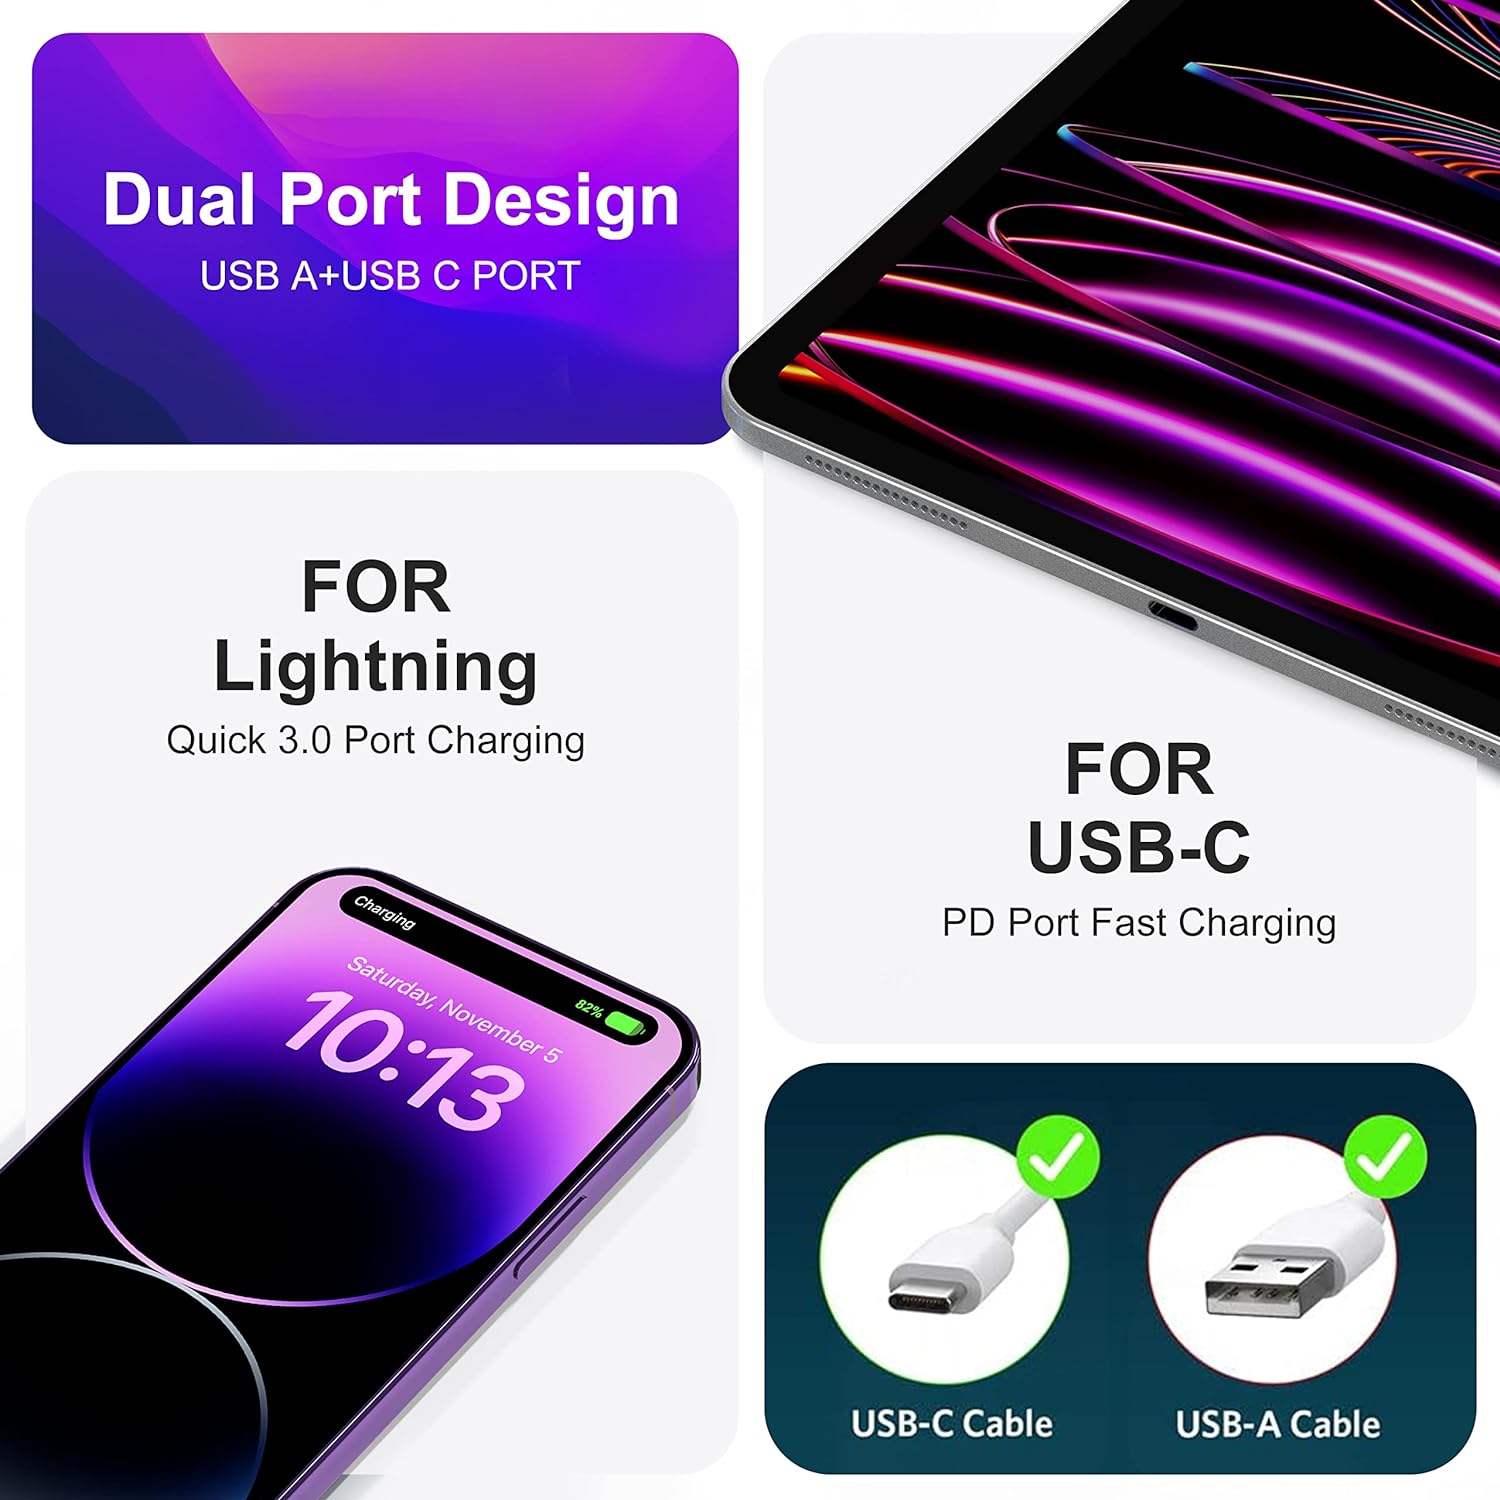 Dual Port Design
USB A+USB C PORT
FOR
Lightning
Quick 3.0 Port Charging
Charging
82%
Saturday, November 5
10:13
FOR
USB-C
PD Port Fast Charging
USB-C Cable
USB-A Cable